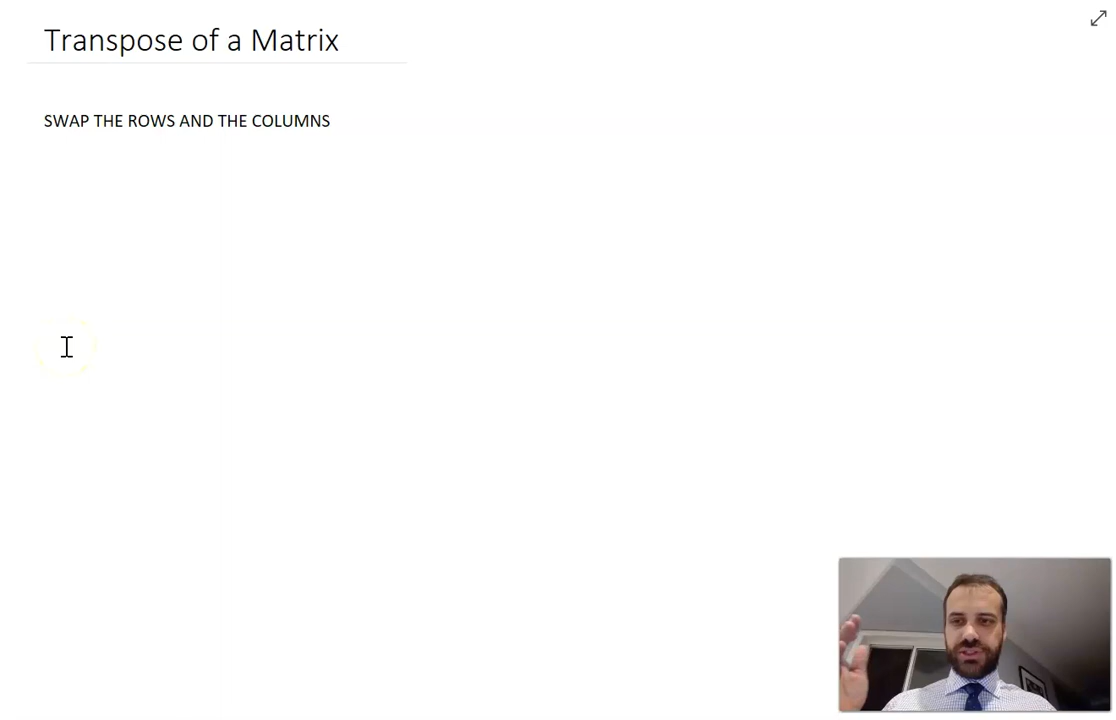 Transpose of a Matrix
SWAP THE ROWS AND THE COLUMNS